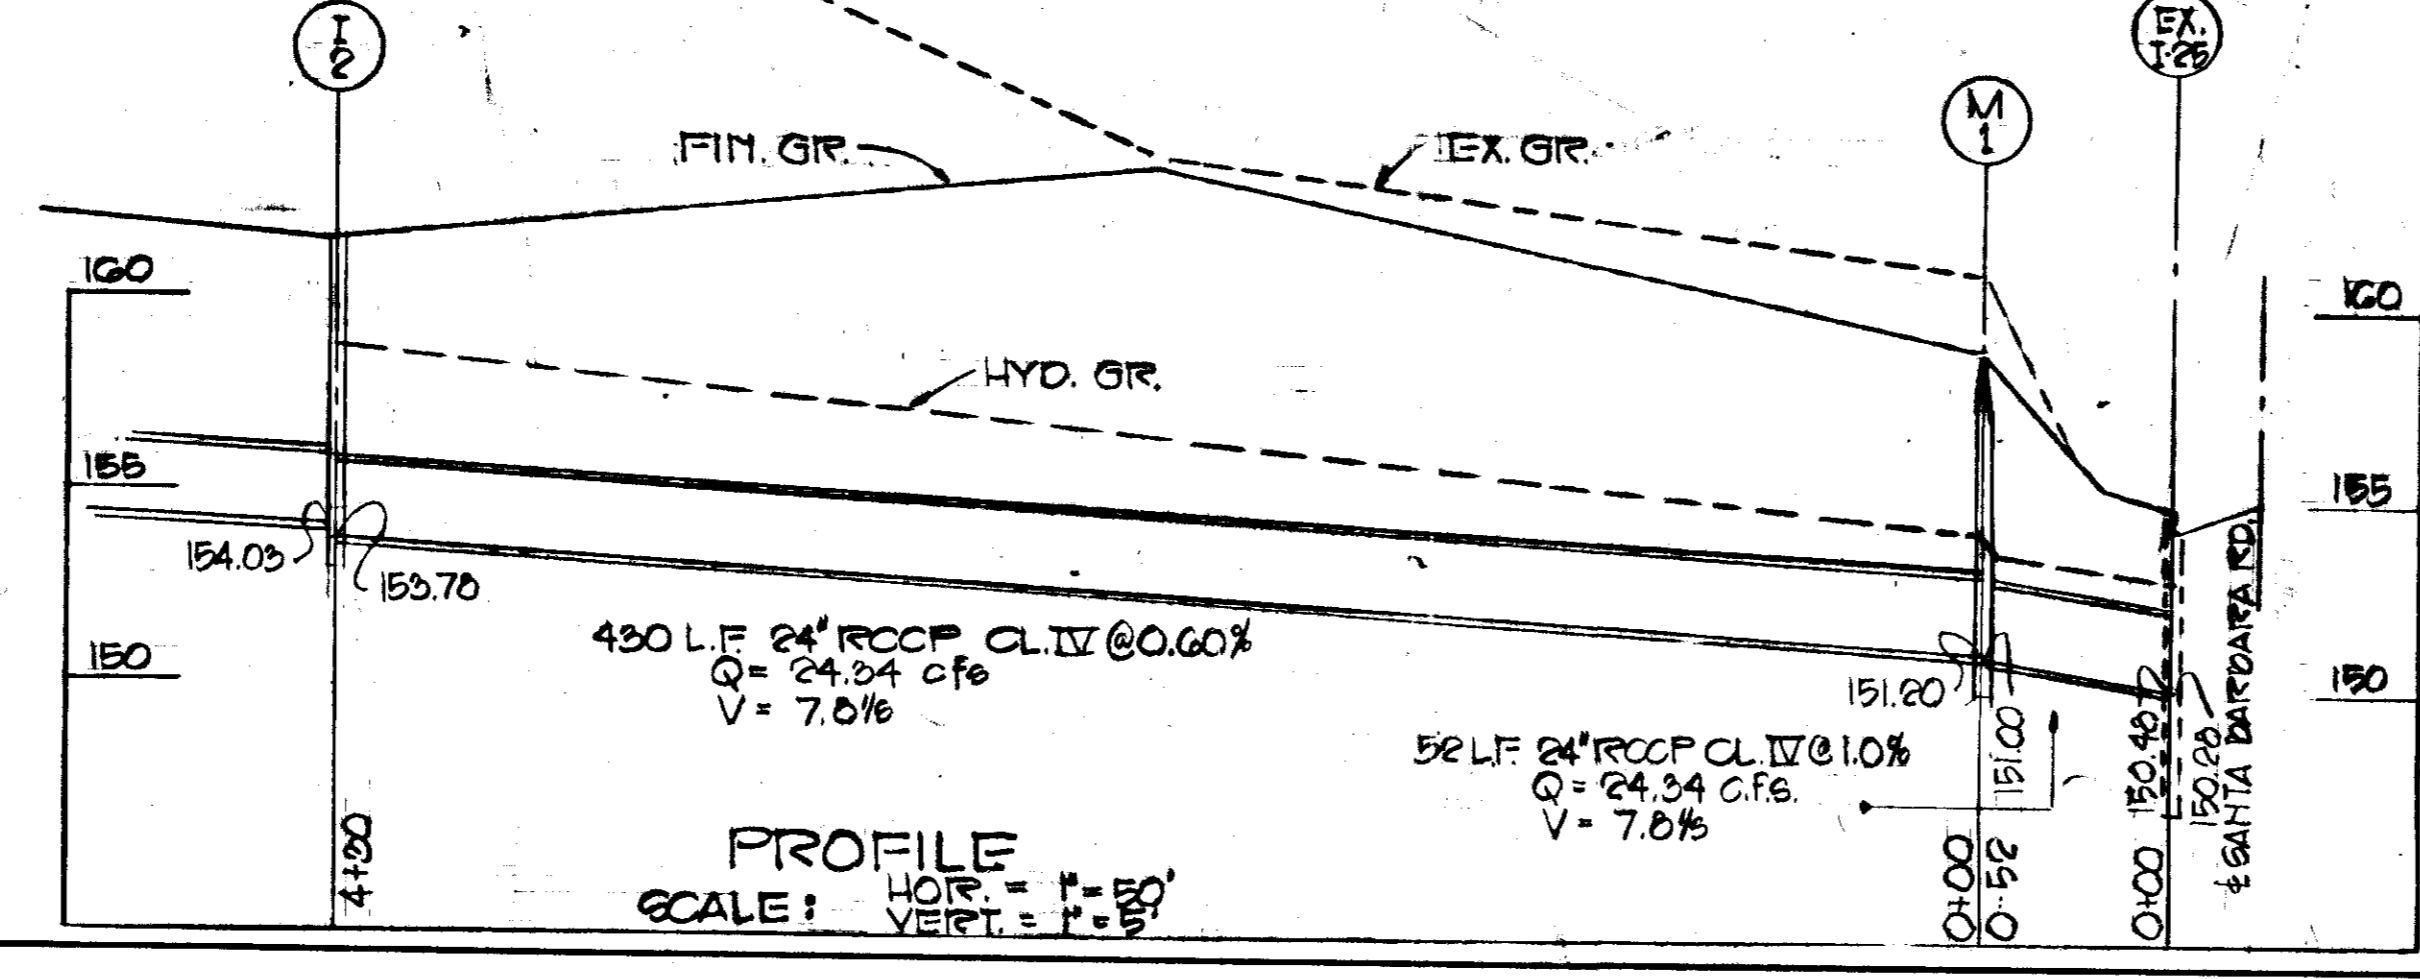 I
2
EX.
I-25
M
1
FIN. GR.
EX. GR.
160
160
HYD. GR.
155
155
154.03
153.78
150
150
430 L.F. 24" RCCP CL. IV @ 0.60%
Q = 24.34 cfs
V = 7.8'/s
151.20
151.00
150.48
150.28
℄ SANTA BARBARA RD.
52 L.F. 24" RCCP CL. IV @ 1.0%
Q = 24.34 C.F.S.
V = 7.8'/s
4+30
0+00
0+52
0+00
PROFILE
SCALE: HOR. = 1" = 50'
VERT. = 1" = 5'